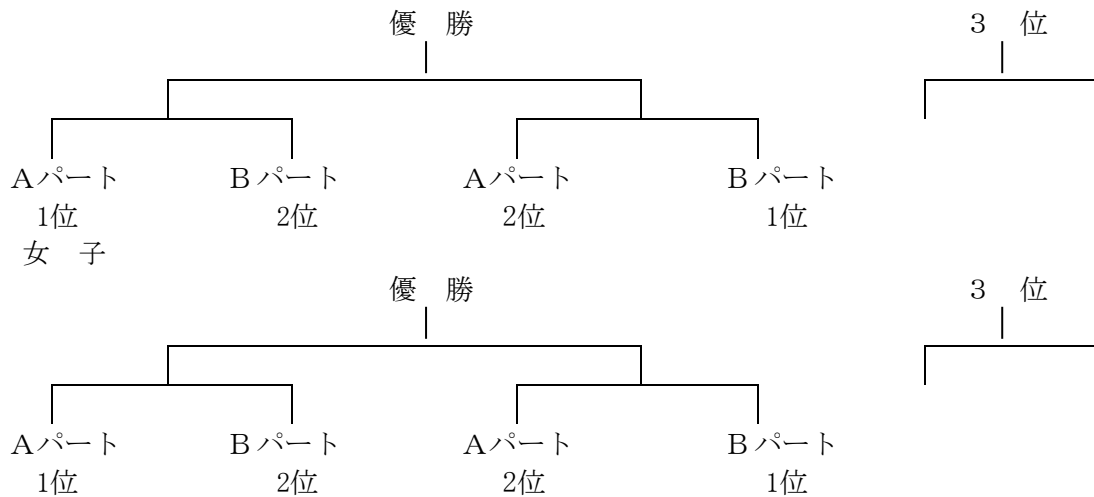 優　勝　３　位
Ａパート　Ｂパート　Ａパート　Ｂパート
1位　2位　2位　1位
女　子
優　勝　３　位
Ａパート　Ｂパート　Ａパート　Ｂパート
1位　2位　2位　1位